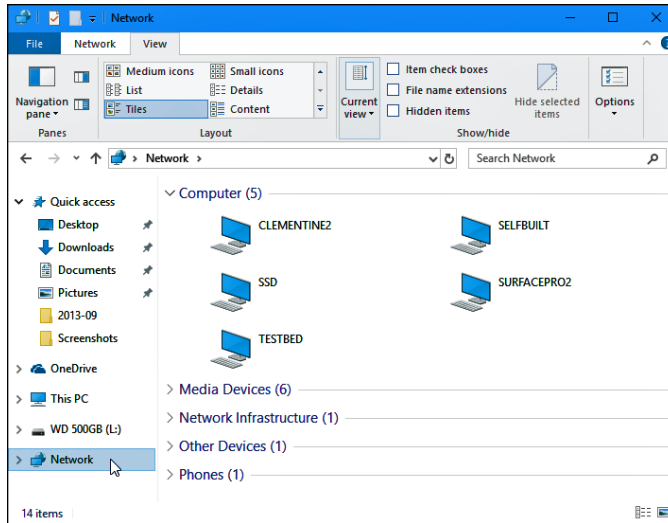 Network
File Network View
Medium icons Small icons
List Details
Tiles Content
Navigation pane
Current view
Item check boxes
File name extensions
Hidden items
Hide selected items
Options
Panes Layout Show/hide
Network
Search Network
Quick access
Desktop
Downloads
Documents
Pictures
2013-09
Screenshots
OneDrive
This PC
WD 500GB (L:)
Network
Computer (5)
CLEMENTINE2 SELFBUILT
SSD SURFACEPRO2
TESTBED
Media Devices (6)
Network Infrastructure (1)
Other Devices (1)
Phones (1)
14 items